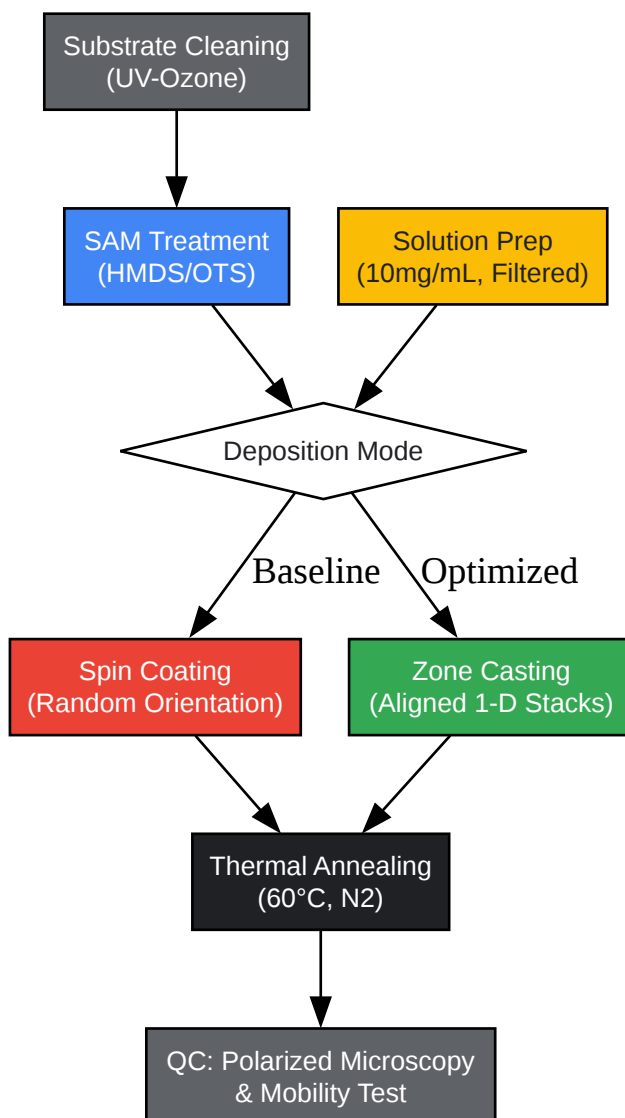 Substrate Cleaning
(UV-Ozone)
SAM Treatment
(HMDS/OTS)
Solution Prep
(10mg/mL, Filtered)
Deposition Mode
Baseline
Optimized
Spin Coating
(Random Orientation)
Zone Casting
(Aligned 1-D Stacks)
Thermal Annealing
(60°C, N2)
QC: Polarized Microscopy
& Mobility Test